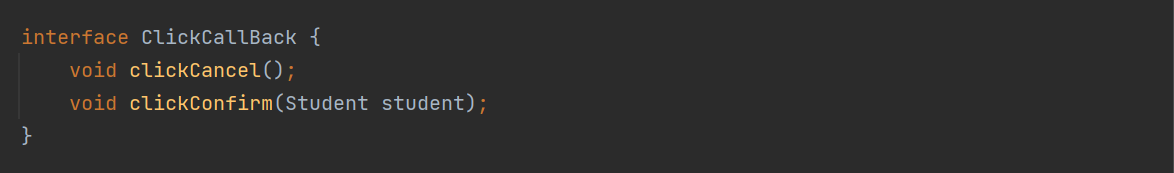 interface ClickCallBack {
    void clickCancel();
    void clickConfirm(Student student);
}